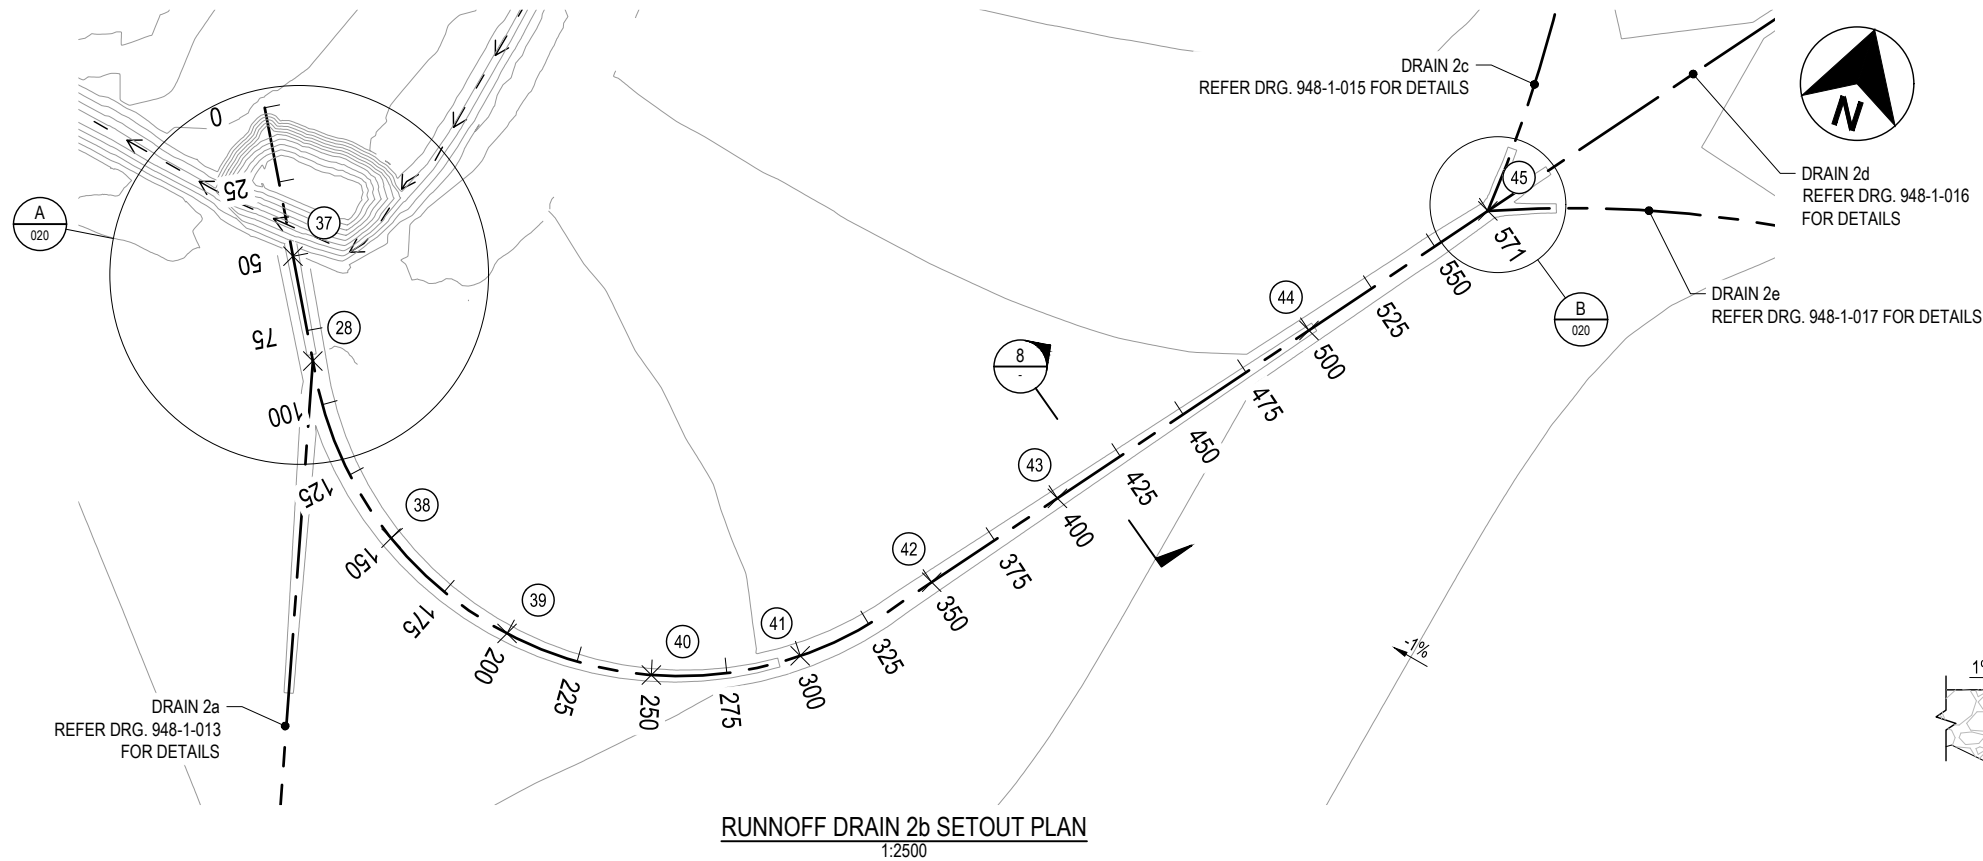 DRAIN 2c
REFER DRG. 948-1-015 FOR DETAILS
N
DRAIN 2d
REFER DRG. 948-1-016
FOR DETAILS
DRAIN 2e
REFER DRG. 948-1-017 FOR DETAILS
A
020
B
020
8
-
0
25
50
75
100
125
150
175
200
225
250
275
300
325
350
375
400
425
450
475
500
525
550
571
37
28
38
39
40
41
42
43
44
45
-1%
DRAIN 2a
REFER DRG. 948-1-013
FOR DETAILS
RUNNOFF DRAIN 2b SETOUT PLAN
1:2500